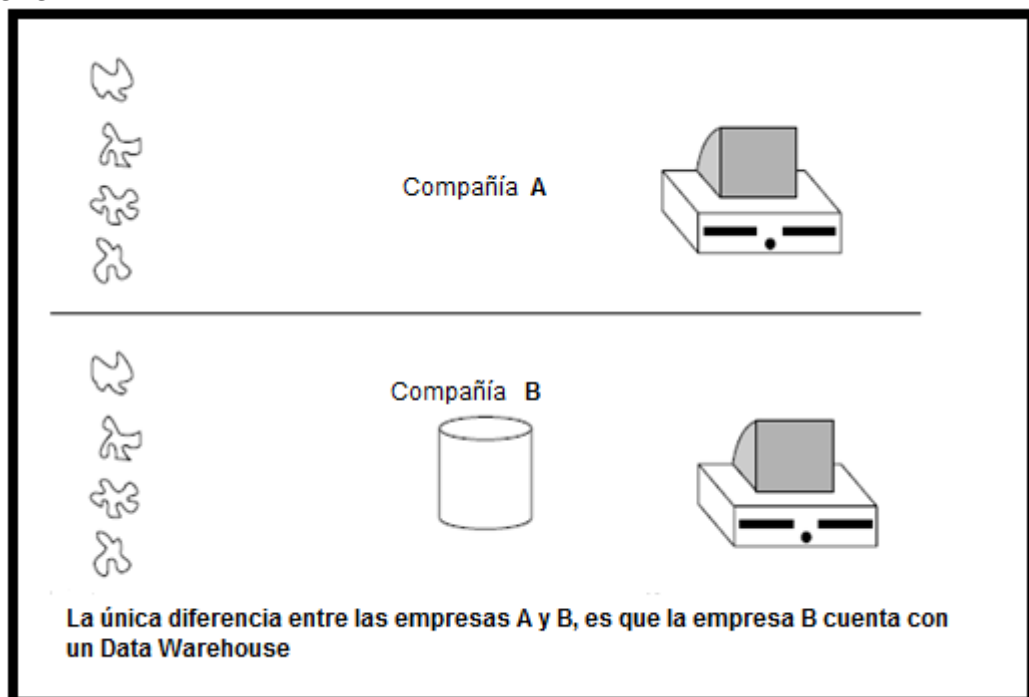 Compañía A
Compañía B
La única diferencia entre las empresas A y B, es que la empresa B cuenta con
un Data Warehouse